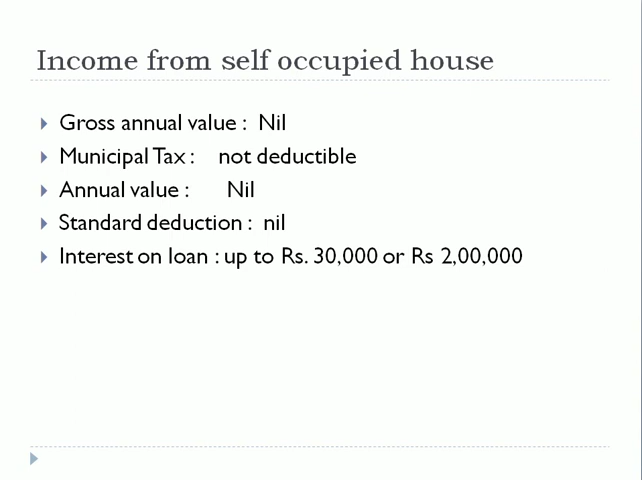 Income from self occupied house
Gross annual value : Nil
Municipal Tax : not deductible
Annual value : Nil
Standard deduction : nil
Interest on loan : up to Rs. 30,000 or Rs 2,00,000